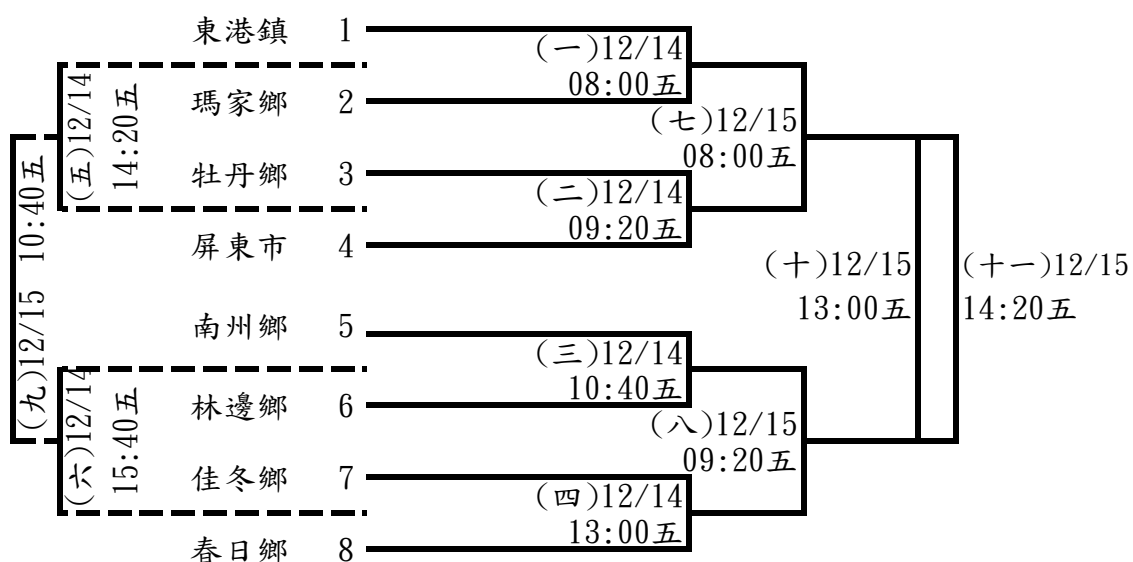 東港鎮 1
(一)12/14
08:00五
瑪家鄉 2
(五)12/14
14:20五
(七)12/15
08:00五
牡丹鄉 3
(二)12/14
09:20五
屏東市 4
(九)12/15 10:40五
(十)12/15
13:00五
(十一)12/15
14:20五
南州鄉 5
(三)12/14
10:40五
林邊鄉 6
(六)12/14
15:40五
(八)12/15
09:20五
佳冬鄉 7
(四)12/14
13:00五
春日鄉 8